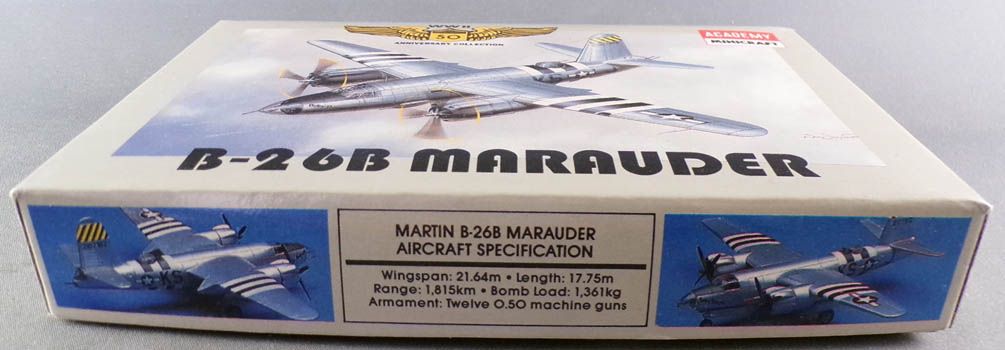 WWII
50
ANNIVERSARY COLLECTION
ACADEMY
MINICRAFT
B-26B MARAUDER
MARTIN B-26B MARAUDER
AIRCRAFT SPECIFICATION
Wingspan: 21.64m • Length: 17.75m
Range: 1,815km • Bomb Load: 1,361kg
Armament: Twelve 0.50 machine guns
KS